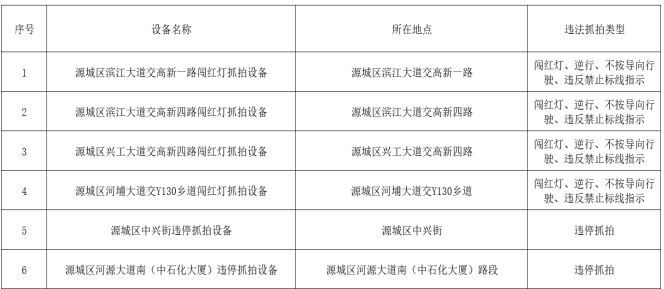 序号 设备名称 所在地点 违法抓拍类型
1 源城区滨江大道交高新一路闯红灯抓拍设备 源城区滨江大道交高新一路 闯红灯、逆行、不按导向行
驶、违反禁止标线指示
2 源城区滨江大道交高新四路闯红灯抓拍设备 源城区滨江大道交高新四路 闯红灯、逆行、不按导向行
驶、违反禁止标线指示
3 源城区兴工大道交高新四路闯红灯抓拍设备 源城区兴工大道交高新四路 闯红灯、逆行、不按导向行
驶、违反禁止标线指示
4 源城区河埔大道交Y130乡道闯红灯抓拍设备 源城区河埔大道交Y130乡道 闯红灯、逆行、不按导向行
驶、违反禁止标线指示
5 源城区中兴街违停抓拍设备 源城区中兴街 违停抓拍
6 源城区河源大道南（中石化大厦）违停抓拍设备 源城区河源大道南（中石化大厦）路段 违停抓拍